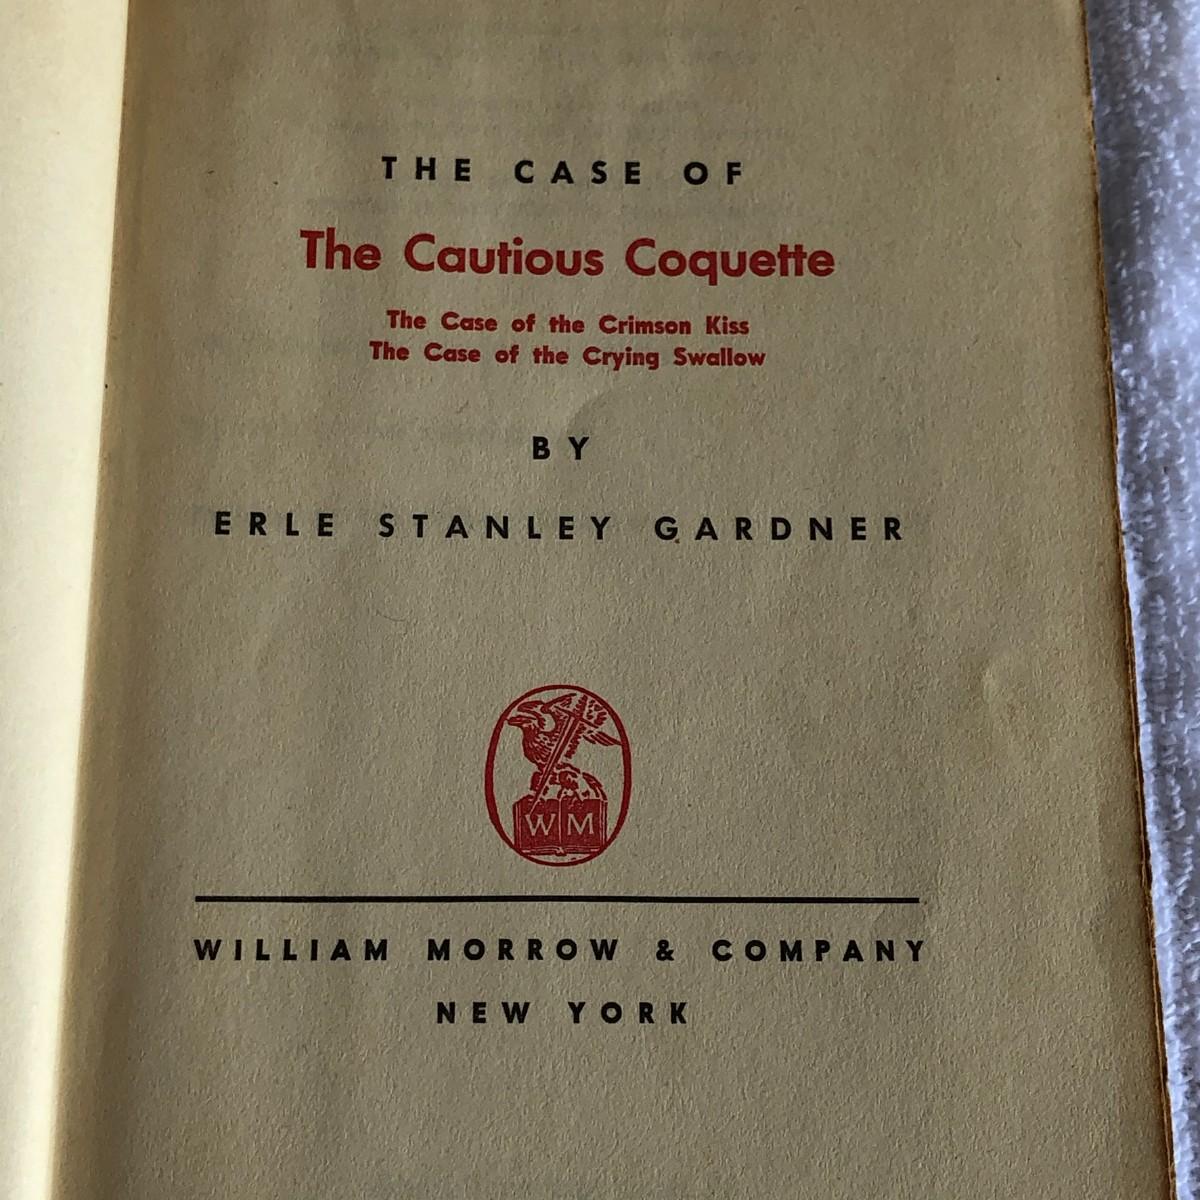 THE CASE OF
The Cautious Coquette
The Case of the Crimson Kiss
The Case of the Crying Swallow
BY
ERLE STANLEY GARDNER
WM
WILLIAM MORROW & COMPANY
NEW YORK